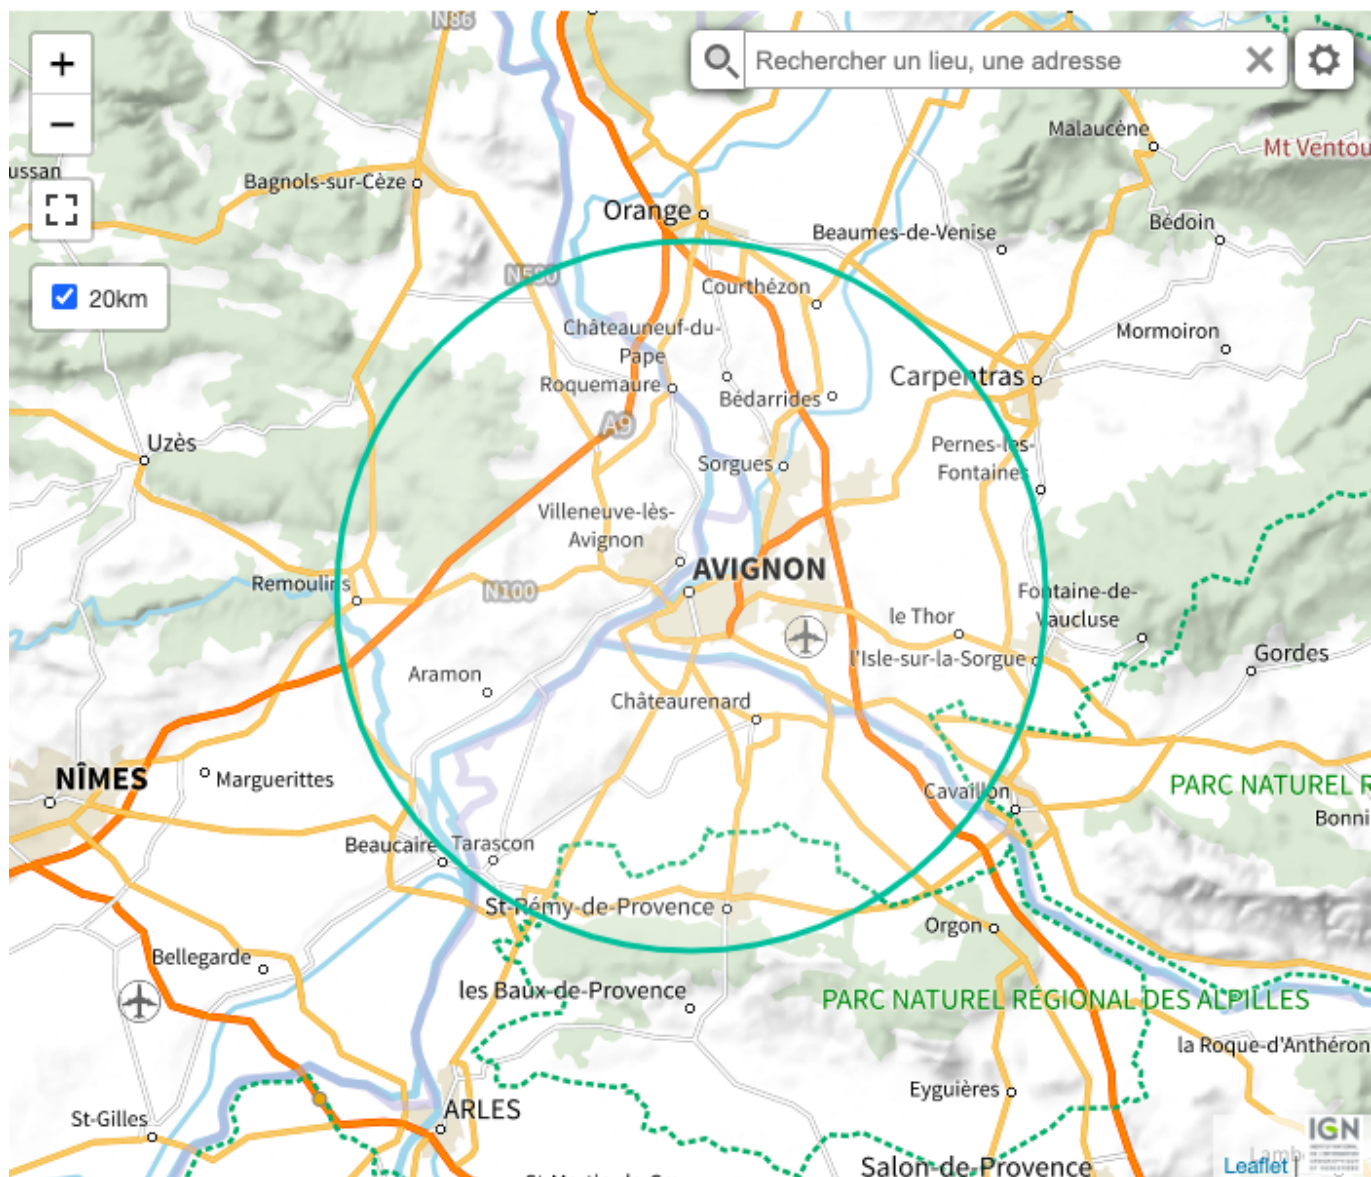 N86
+
Rechercher un lieu, une adresse
−
Malaucène
ussan
Bagnols-sur-Cèze
Mt Ventou
Orange
Beaumes-de-Venise
Bédoin
N580
20km
Courthézon
Châteauneuf-du-
Pape
Mormoiron
Roquemaure
Carpentras
Bédarrides
A9
Uzès
Pernes-les-
Fontaines
Sorgues
Villeneuve-lès-
Avignon
AVIGNON
Remoulins
N100
Fontaine-de-
Vaucluse
le Thor
Gordes
l'Isle-sur-la-Sorgue
Aramon
Châteaurenard
NÎMES
Marguerittes
Cavaillon
PARC NATUREL R
Bonni
Beaucaire
Tarascon
St-Rémy-de-Provence
Orgon
Bellegarde
les Baux-de-Provence
PARC NATUREL RÉGIONAL DES ALPILLES
la Roque-d'Anthéron
Eyguières
ARLES
St-Gilles
IGN
Salon-de-Provence
Lamb
Leaflet |